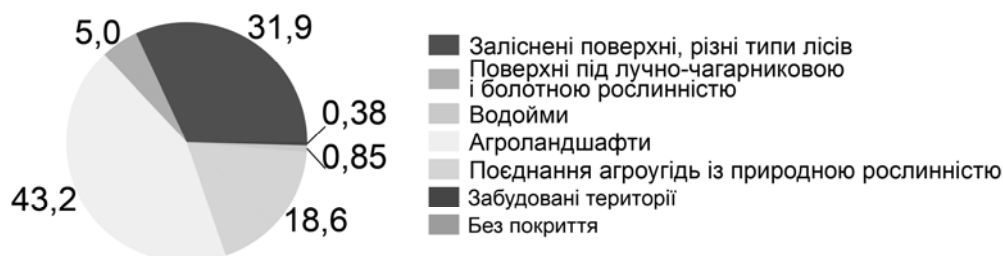 5,0
31,9
0,38
0,85
43,2
18,6
Заліснені поверхні, різні типи лісів
Поверхні під лучно-чагарниковою
і болотною рослинністю
Водойми
Агроландшафти
Поєднання агроугідь із природною рослинністю
Забудовані території
Без покриття